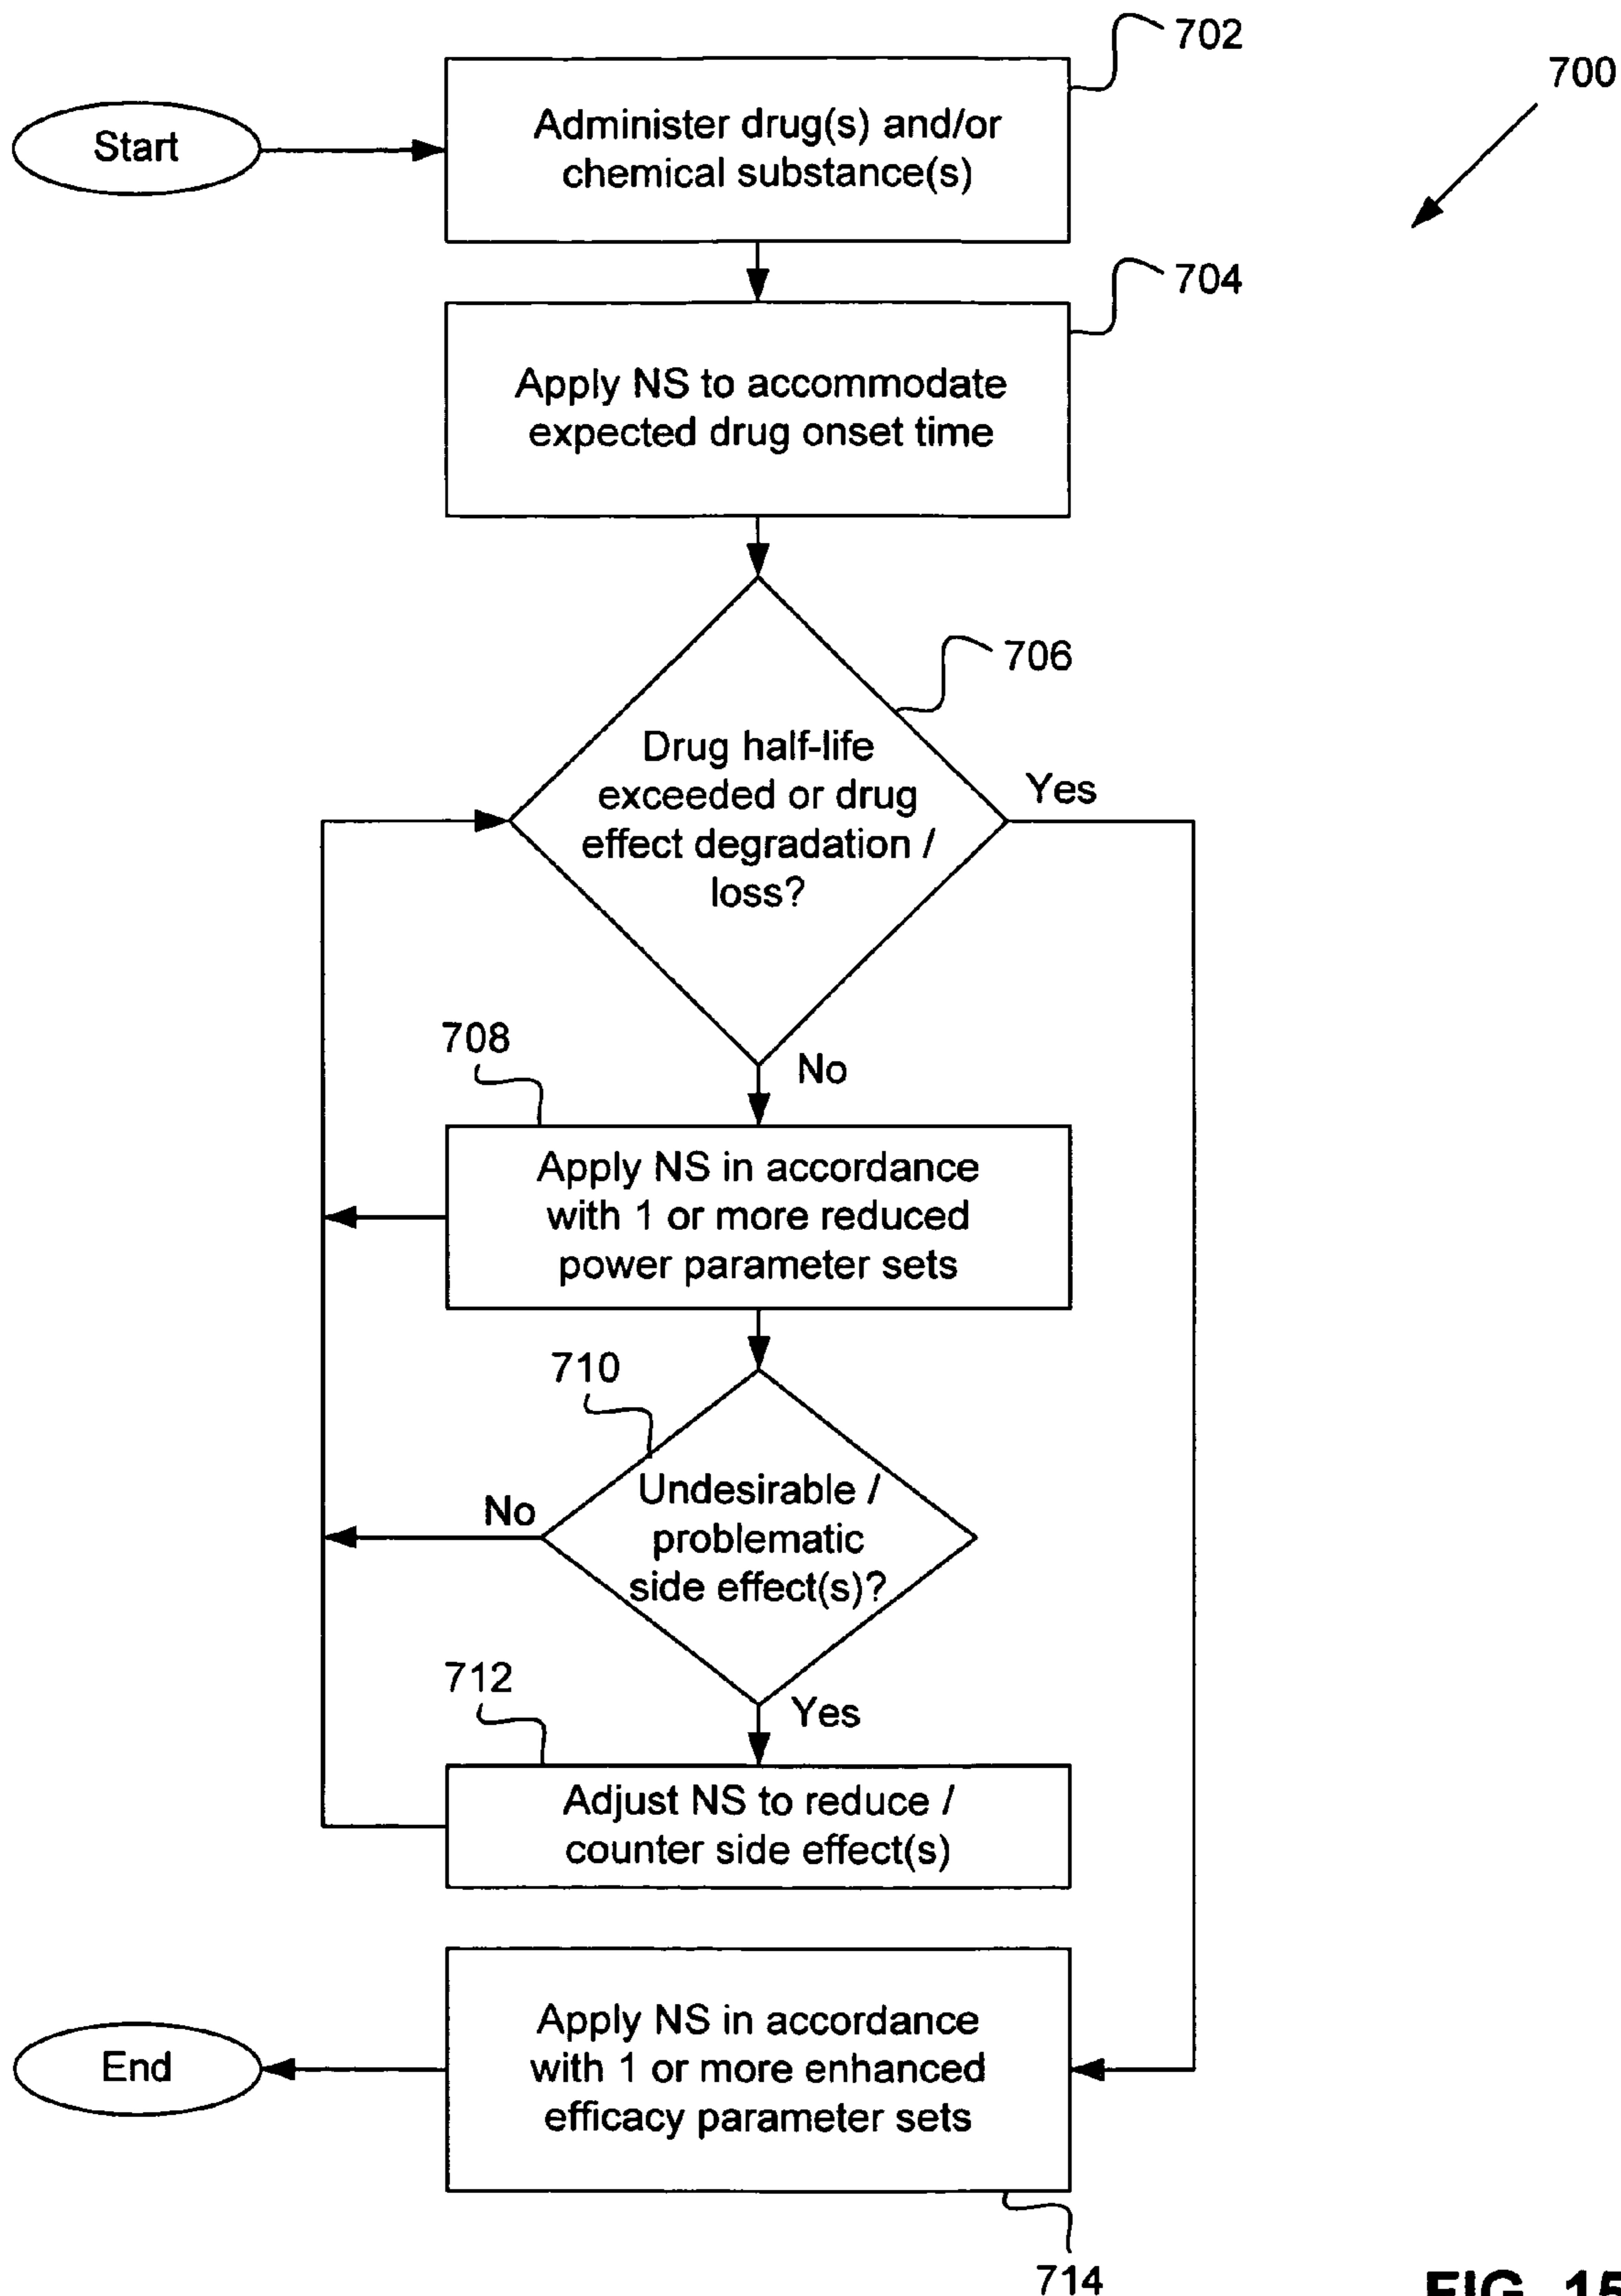 702
700
Start
Administer drug(s) and/or
chemical substance(s)
704
Apply NS to accommodate
expected drug onset time
706
Drug half-life
exceeded or drug
effect degradation /
loss?
Yes
708
No
Apply NS in accordance
with 1 or more reduced
power parameter sets
710
Undesirable /
problematic
side effect(s)?
No
712
Yes
Adjust NS to reduce /
counter side effect(s)
Apply NS in accordance
with 1 or more enhanced
efficacy parameter sets
End
714
FIG. 15